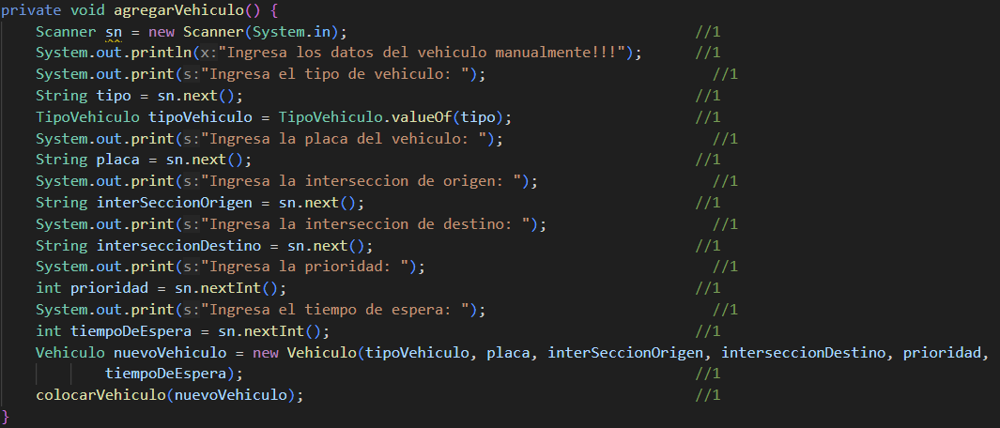 private void agregarVehiculo() {
Scanner sn = new Scanner(System.in); //1
System.out.println(x:"Ingresa los datos del vehiculo manualmente!!!"); //1
System.out.print(s:"Ingresa el tipo de vehiculo: "); //1
String tipo = sn.next(); //1
TipoVehiculo tipoVehiculo = TipoVehiculo.valueOf(tipo); //1
System.out.print(s:"Ingresa la placa del vehiculo: "); //1
String placa = sn.next(); //1
System.out.print(s:"Ingresa la interseccion de origen: "); //1
String interSeccionOrigen = sn.next(); //1
System.out.print(s:"Ingresa la interseccion de destino: "); //1
String interseccionDestino = sn.next(); //1
System.out.print(s:"Ingresa la prioridad: "); //1
int prioridad = sn.nextInt(); //1
System.out.print(s:"Ingresa el tiempo de espera: "); //1
int tiempoDeEspera = sn.nextInt(); //1
Vehiculo nuevoVehiculo = new Vehiculo(tipoVehiculo, placa, interSeccionOrigen, interseccionDestino, prioridad,
tiempoDeEspera); //1
colocarVehiculo(nuevoVehiculo); //1
}